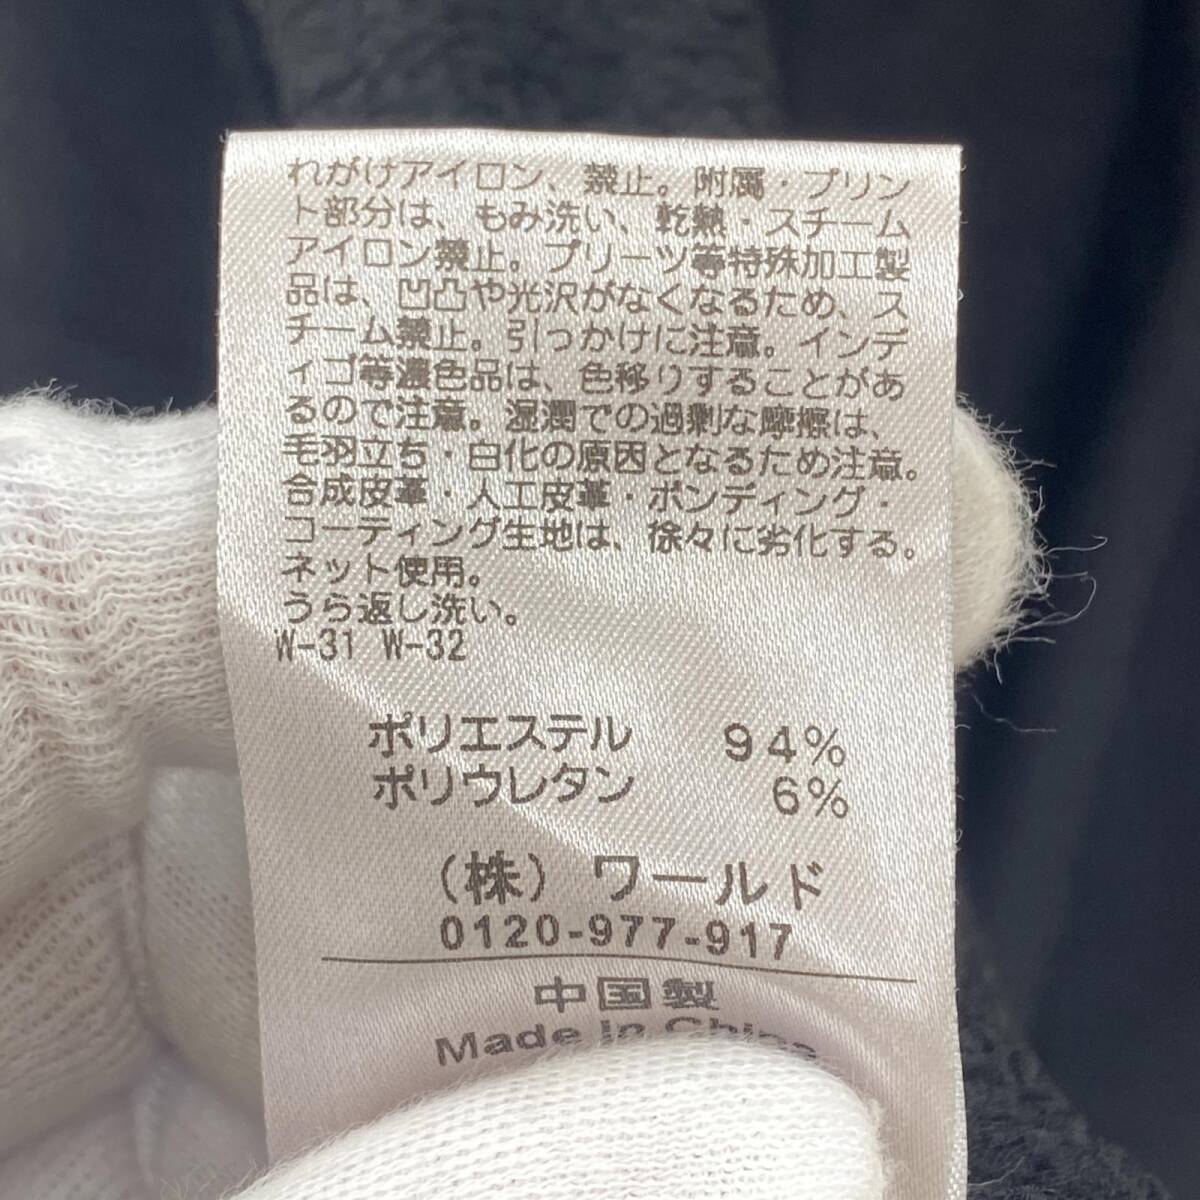 れがけアイロン、禁止。附属・プリン
ト部分は、もみ洗い、乾熱・スチーム
アイロン禁止。プリーツ等特殊加工製
品は、凹凸や光沢がなくなるため、ス
チーム禁止。引っかけに注意。インデ
ィゴ等濃色品は、色移りすることがあ
るので注意。湿潤での過剰な摩擦は、
毛羽立ち・白化の原因となるため注意。
合成皮革・人工皮革・ボンディング・
コーティング生地は、徐々に劣化する。
ネット使用。
うら返し洗い。
W-31 W-32
ポリエステル 94%
ポリウレタン 6%
(株) ワールド
0120-977-917
中国製
Made in China